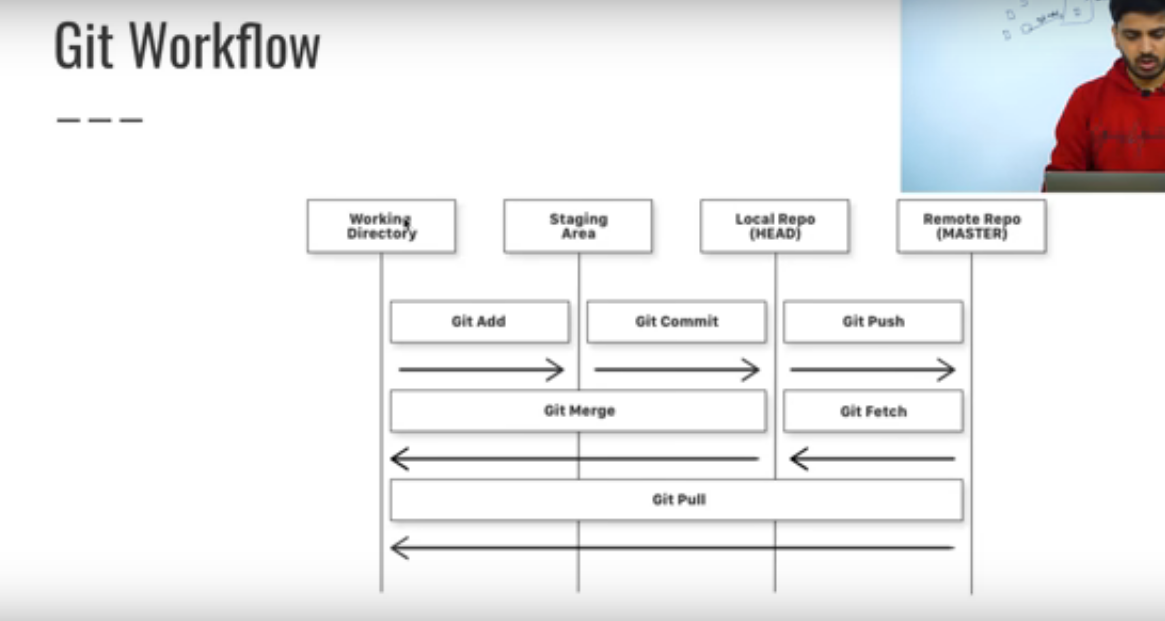 Git Workflow
Working
Directory
Staging
Area
Local Repo
(HEAD)
Remote Repo
(MASTER)
Git Add
Git Commit
Git Push
Git Merge
Git Fetch
Git Pull